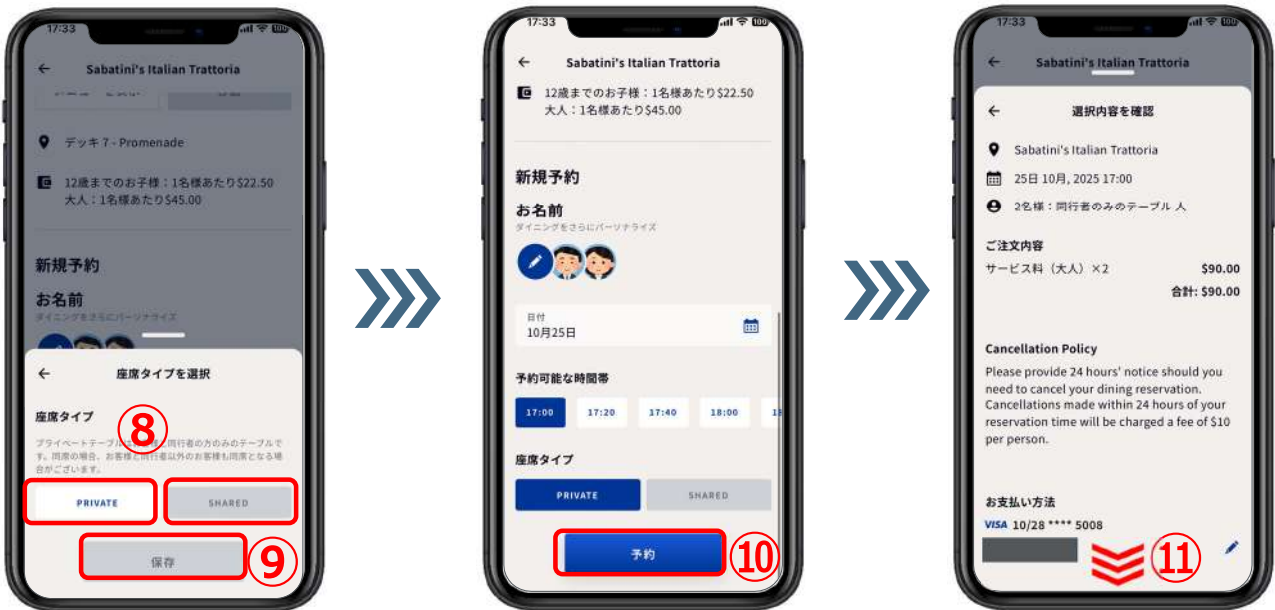 17:33
100
Sabatini's Italian Trattoria
デッキ 7 - Promenade
12歳までのお子様：1名様あたり$22.50
大人：1名様あたり$45.00
新規予約
お名前
ダイニングをさらにパーソナライズ
座席タイプを選択
座席タイプ
⑧
プライベートテーブルはお客様と同行者の方のみのテーブルで
す。同席の場合、お客様と同行者以外のお客様も同席となる場
合がございます。
PRIVATE
SHARED
保存
⑨
17:33
100
Sabatini's Italian Trattoria
12歳までのお子様：1名様あたり$22.50
大人：1名様あたり$45.00
新規予約
お名前
ダイニングをさらにパーソナライズ
日付
10月25日
予約可能な時間帯
17:00
17:20
17:40
18:00
座席タイプ
PRIVATE
SHARED
予約
⑩
17:33
100
Sabatini's Italian Trattoria
選択内容を確認
Sabatini's Italian Trattoria
25日 10月, 2025 17:00
2名様：同行者のみのテーブル 人
ご注文内容
サービス料（大人）×2 $90.00
合計: $90.00
Cancellation Policy
Please provide 24 hours' notice should you
need to cancel your dining reservation.
Cancellations made within 24 hours of your
reservation time will be charged a fee of $10
per person.
お支払い方法
VISA 10/28 **** 5008
⑪